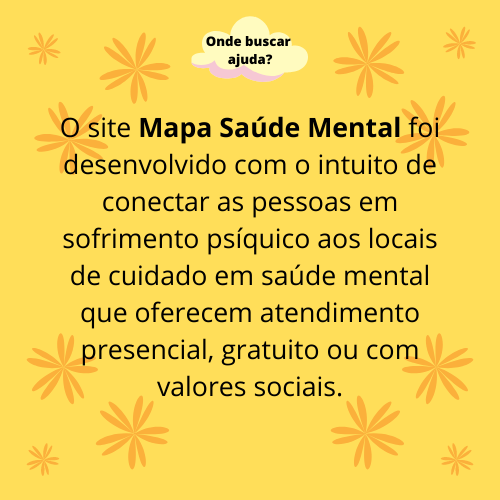 Onde buscar
ajuda?
O site Mapa Saúde Mental foi
desenvolvido com o intuito de
conectar as pessoas em
sofrimento psíquico aos locais
de cuidado em saúde mental
que oferecem atendimento
presencial, gratuito ou com
valores sociais.